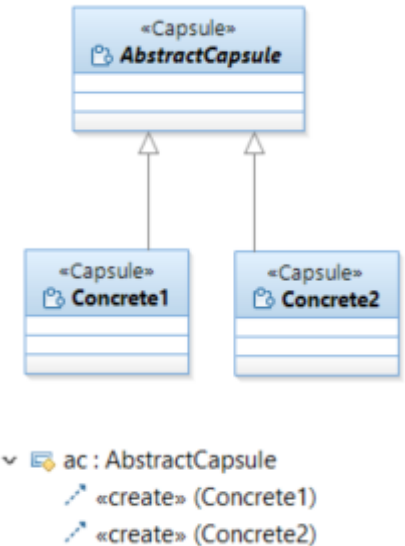 «Capsule»
AbstractCapsule
«Capsule»
Concrete1
«Capsule»
Concrete2
ac : AbstractCapsule
«create» (Concrete1)
«create» (Concrete2)